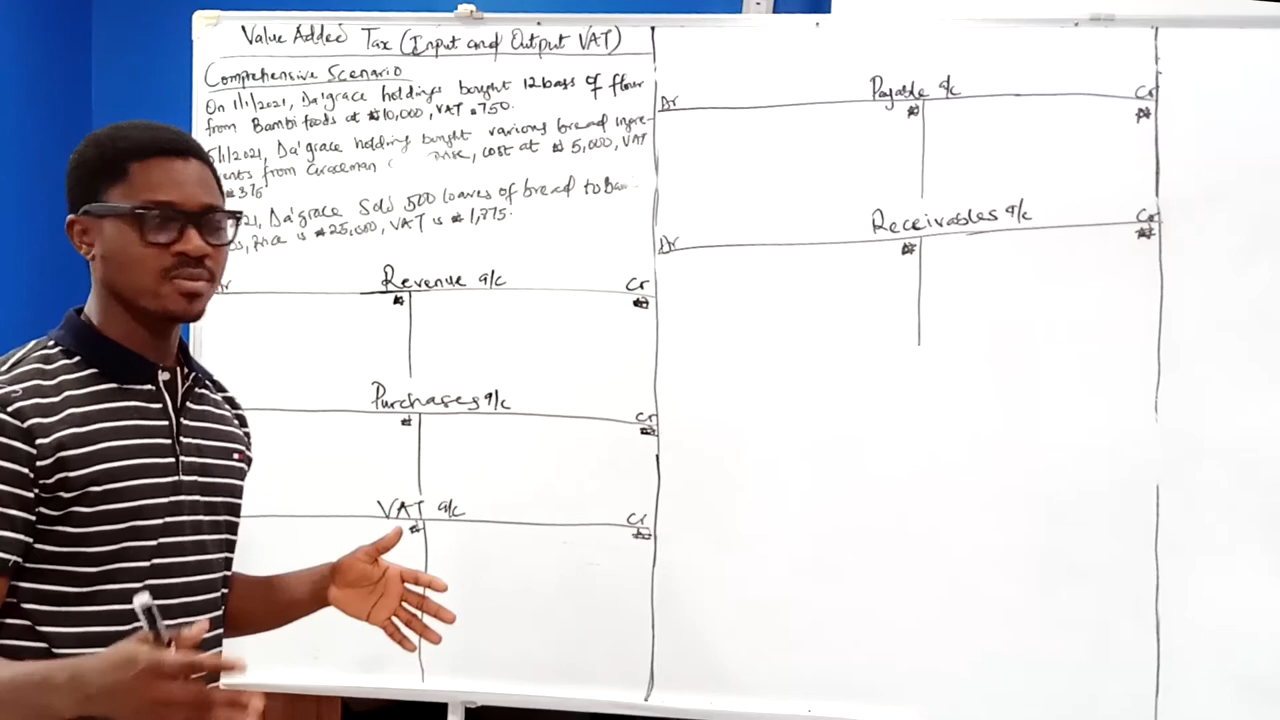 Value Added Tax (Input and Output VAT)
Comprehensive Scenario
On 1/1/2021, Da'grace holdings bought 12 bags of flour
from Bambi foods at ₦10,000, VAT ₦750.
5/1/2021, Da'grace holding bought various bread ingre-
ents from Graceman cost at ₦ 5,000, VAT
₦375
021, Da'grace Sold 500 loaves of bread to
Price is ₦25,000, VAT is ₦1,875.
Revenue a/c
Cr
₦ ₦
Purchases a/c
Cr
₦ ₦
VAT a/c
Cr
₦ ₦
Payable a/c
Dr Cr
₦ ₦
Receivables a/c
Dr Cr
₦ ₦